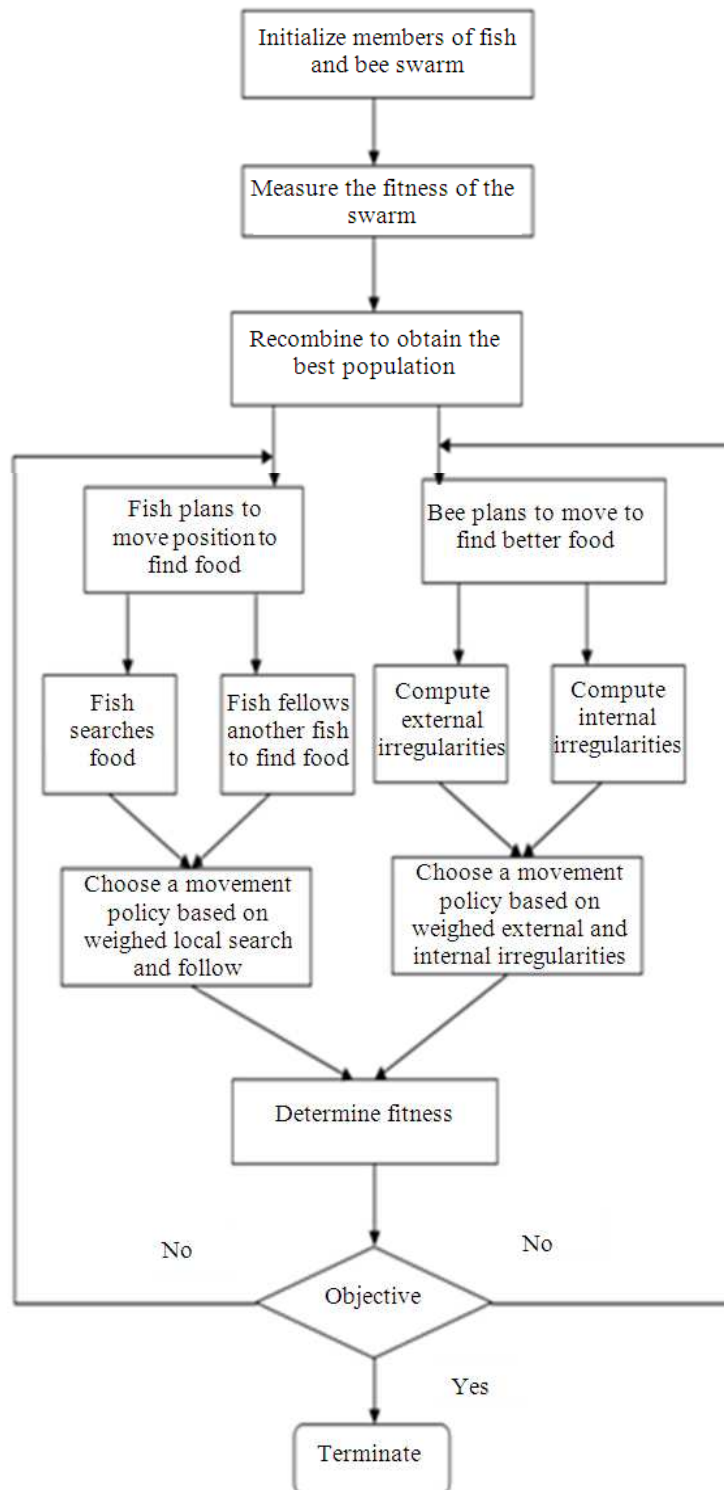 Initialize members of fish
and bee swarm
Measure the fitness of the
swarm
Recombine to obtain the
best population
Fish plans to
move position to
find food
Bee plans to move to
find better food
Fish
searches
food
Fish fellows
another fish
to find food
Compute
external
irregularities
Compute
internal
irregularities
Choose a movement
policy based on
weighed local search
and follow
Choose a movement
policy based on
weighed external and
internal irregularities
Determine fitness
No
No
Objective
Yes
Terminate